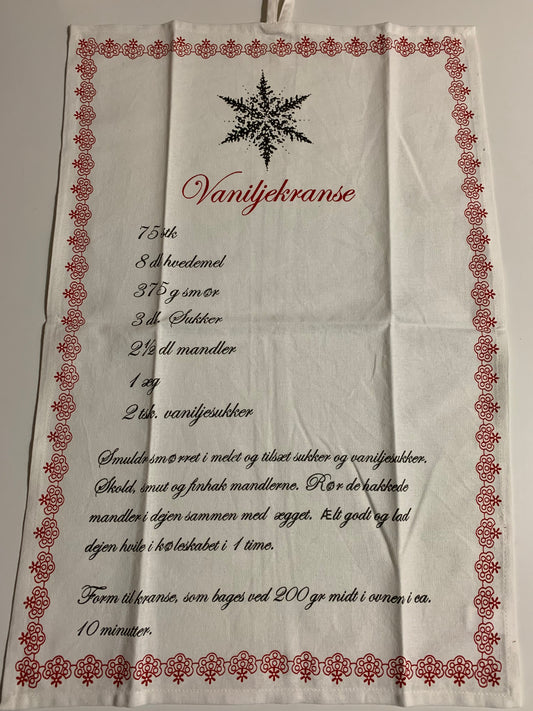 Vaniljekranse
75 stk
8 dl hvedemel
375 g smør
3 dl Sukker
2½ dl mandler
1 æg
2 tsk. vaniljesukker
Smuldr smørret i melet og tilsæt sukker og vaniljesukker.
Skold, smut og finhak mandlerne. Rør de hakkede
mandler i dejen sammen med ægget. Ælt godt og lad
dejen hvile i køleskabet i 1 time.
Form til kranse, som bages ved 200 gr midt i ovnen i ca.
10 minutter.